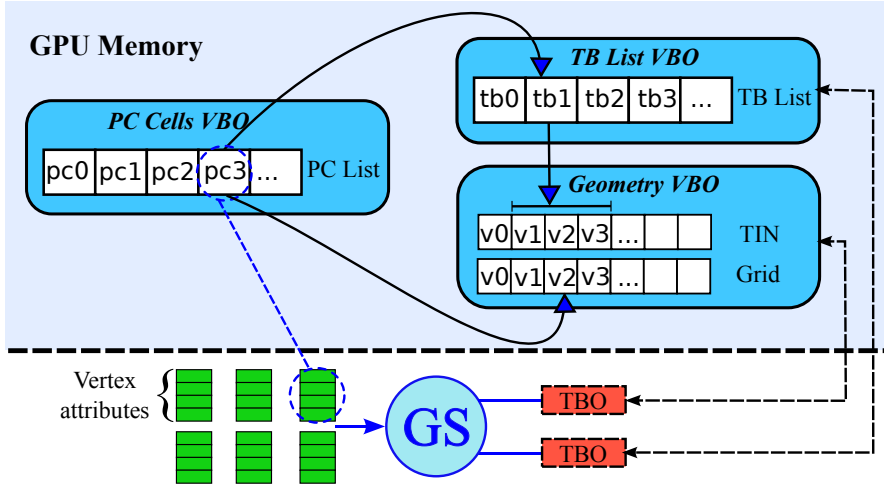 GPU Memory
PC Cells VBO
pc0 pc1 pc2 pc3 ... PC List
TB List VBO
tb0 tb1 tb2 tb3 ... TB List
Geometry VBO
v0 v1 v2 v3 ... TIN
v0 v1 v2 v3 ... Grid
Vertex
attributes
GS
TBO
TBO